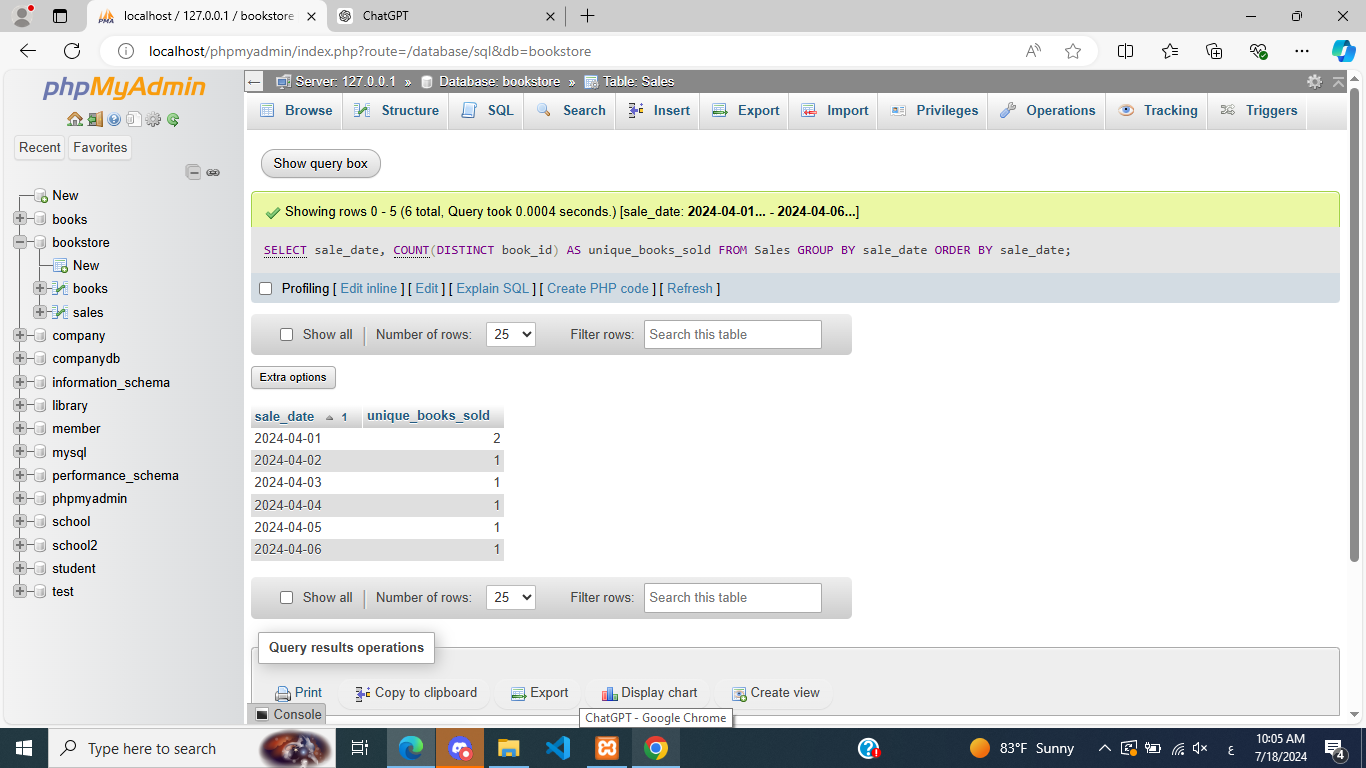 localhost / 127.0.0.1 / bookstore
ChatGPT
localhost/phpmyadmin/index.php?route=/database/sql&db=bookstore
phpMyAdmin
Recent Favorites
New
books
bookstore
New
books
sales
company
companydb
information_schema
library
member
mysql
performance_schema
phpmyadmin
school
school2
student
test
Server: 127.0.0.1 » Database: bookstore » Table: Sales
Browse Structure SQL Search Insert Export Import Privileges Operations Tracking Triggers
Show query box
Showing rows 0 - 5 (6 total, Query took 0.0004 seconds.) [sale_date: 2024-04-01... - 2024-04-06...]
SELECT sale_date, COUNT(DISTINCT book_id) AS unique_books_sold FROM Sales GROUP BY sale_date ORDER BY sale_date;
Profiling [ Edit inline ] [ Edit ] [ Explain SQL ] [ Create PHP code ] [ Refresh ]
Show all Number of rows: 25 Filter rows: Search this table
Extra options
sale_date 1 unique_books_sold
2024-04-01 2
2024-04-02 1
2024-04-03 1
2024-04-04 1
2024-04-05 1
2024-04-06 1
Show all Number of rows: 25 Filter rows: Search this table
Query results operations
Print Copy to clipboard Export Display chart Create view
Console
ChatGPT - Google Chrome
Type here to search
83°F Sunny
ع
10:05 AM
7/18/2024
4